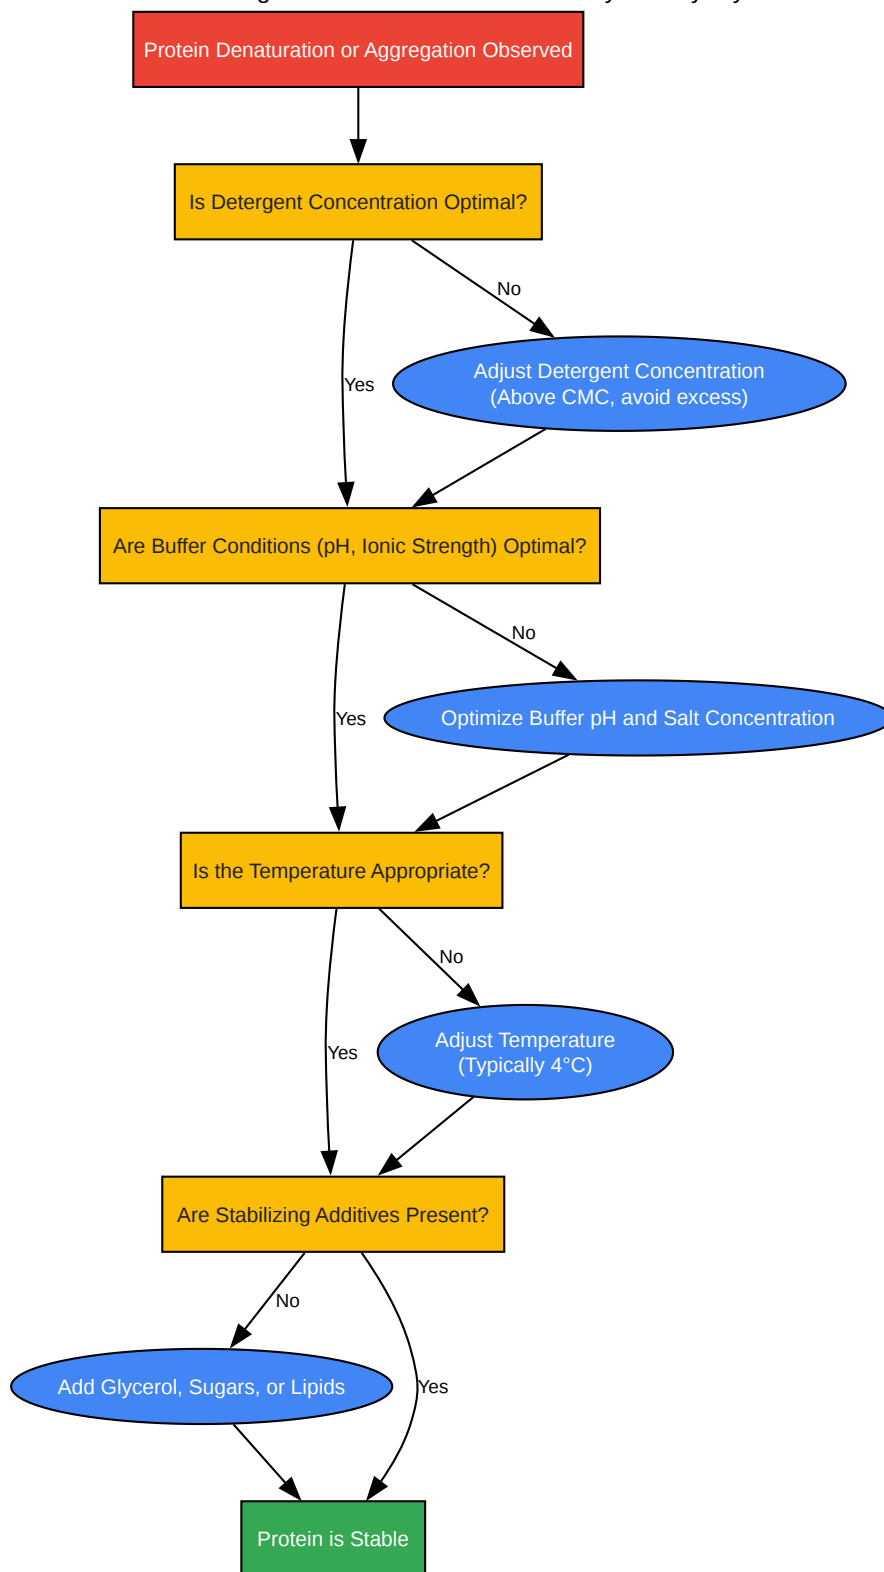 Protein Denaturation or Aggregation Observed
Is Detergent Concentration Optimal?
No
Adjust Detergent Concentration
(Above CMC, avoid excess)
Yes
Are Buffer Conditions (pH, Ionic Strength) Optimal?
No
Optimize Buffer pH and Salt Concentration
Yes
Is the Temperature Appropriate?
No
Adjust Temperature
(Typically 4°C)
Yes
Are Stabilizing Additives Present?
No
Add Glycerol, Sugars, or Lipids
Yes
Protein is Stable